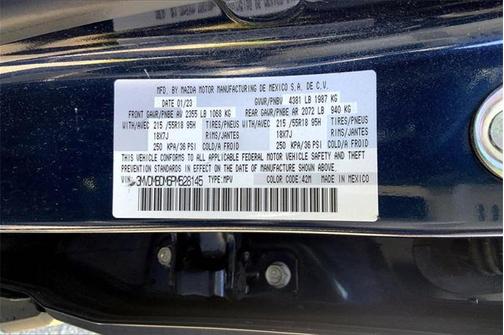 MFD. BY MAZDA MOTOR MANUFACTURING DE MEXICO S.A. DE C.V.
DATE 01/23 GVWR/PNBV 4381 LB 1987 KG
FRONT GAWR/PNBE AV 2355 LB 1068 KG REAR GAWR/PNBE AR 2072 LB 940 KG
WITH/AVEC 215 /55R18 95H TIRES/PNEUS WITH/AVEC 215 /55R18 95H TIRES/PNEUS
18X7J RIMS/JANTES 18X7J RIMS/JANTES
250 KPA/36 PSI COLD/A FROID 250 KPA/36 PSI COLD/A FROID
THIS VEHICLE CONFORMS TO ALL APPLICABLE FEDERAL MOTOR VEHICLE SAFETY AND THEFT
PREVENTION STANDARDS IN EFFECT ON THE DATE OF MANUFACTURE SHOWN ABOVE.
VIN: 3MVDMBDM5PM528145 TYPE:MPV COLOR CODE:42M MADE IN MEXICO